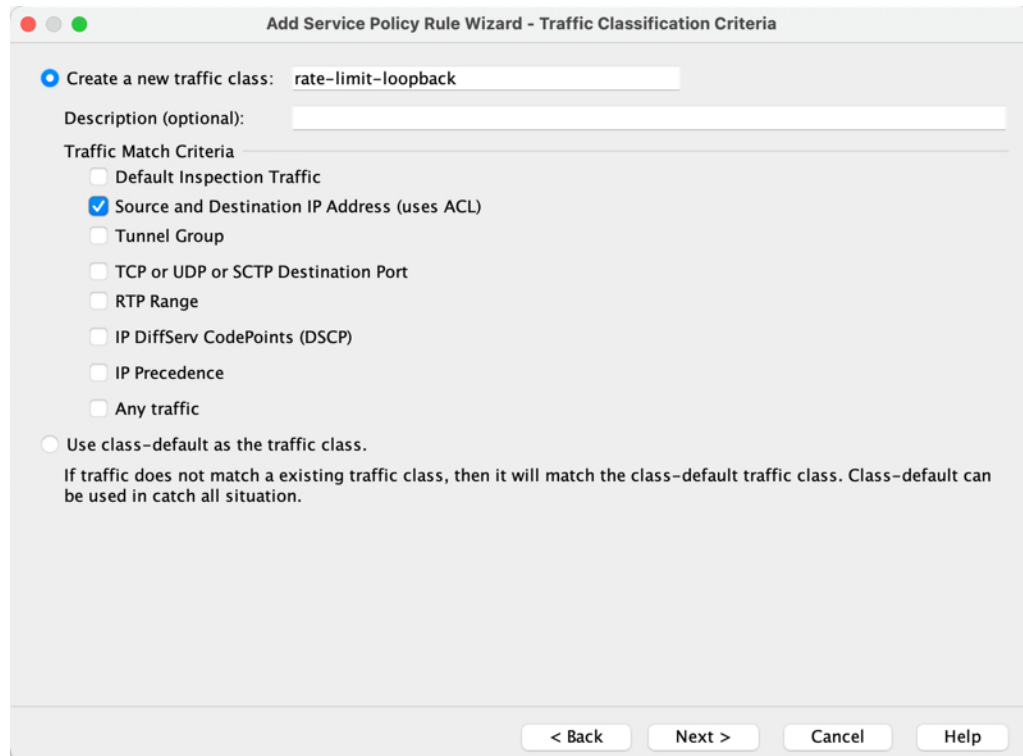 Add Service Policy Rule Wizard - Traffic Classification Criteria
Create a new traffic class: rate-limit-loopback
Description (optional):
Traffic Match Criteria
Default Inspection Traffic
Source and Destination IP Address (uses ACL)
Tunnel Group
TCP or UDP or SCTP Destination Port
RTP Range
IP DiffServ CodePoints (DSCP)
IP Precedence
Any traffic
Use class-default as the traffic class.
If traffic does not match a existing traffic class, then it will match the class-default traffic class. Class-default can
be used in catch all situation.
< Back Next > Cancel Help